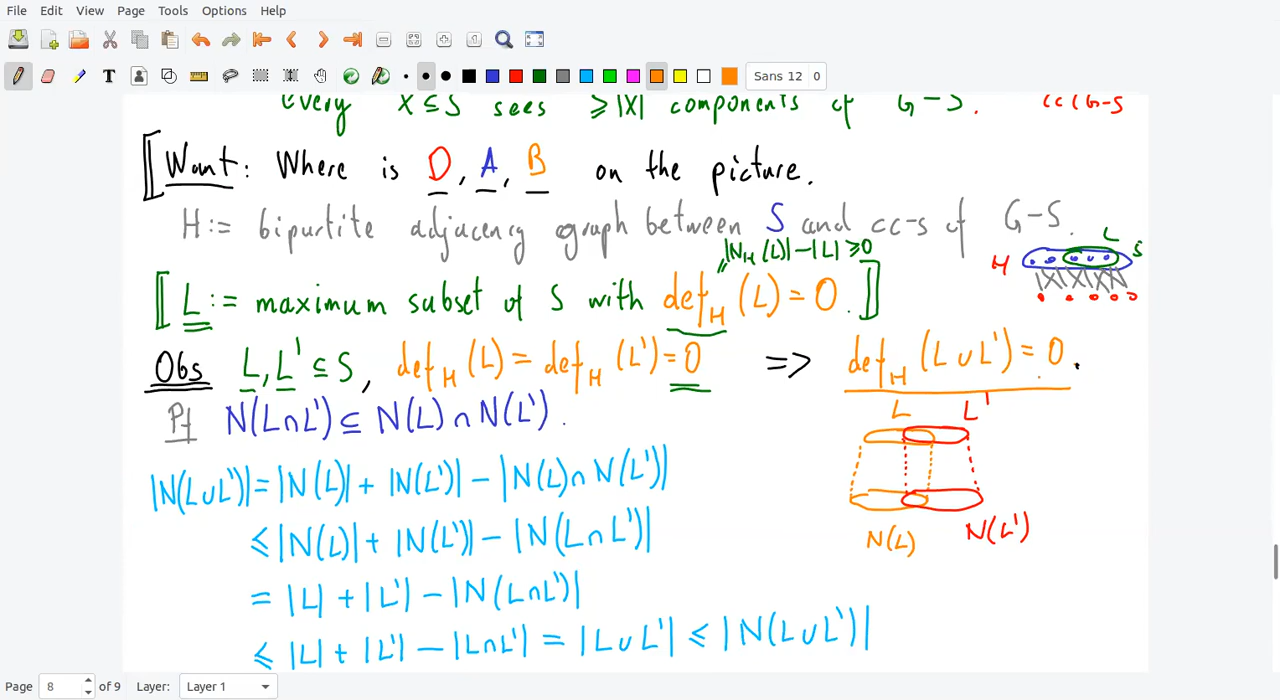 File Edit View Page Tools Options Help
T Sans 12 0
Every X ⊆ S sees ⩾|X| components of G-S. cc(G-S
Want: Where is D, A, B on the picture.
H:= bipartite adjacency graph between S and cc-s of G-S.
|N_H(L)|-|L|⩾0
L S
H
[[ L:= maximum subset of S with def_H(L)=0. ]]
Obs L, L' ⊆ S, def_H(L) = def_H(L') = 0 => def_H(L∪L') = 0.
Pf N(L∩L') ⊆ N(L)∩N(L').
L L'
|N(L∪L')| = |N(L)| + |N(L')| - |N(L)∩N(L')|
⩽ |N(L)| + |N(L')| - |N(L∩L')|
N(L) N(L')
= |L| + |L'| - |N(L∩L')|
⩽ |L| + |L'| - |L∩L'| = |L∪L'| ⩽ |N(L∪L')|
Page 8 of 9 Layer: Layer 1